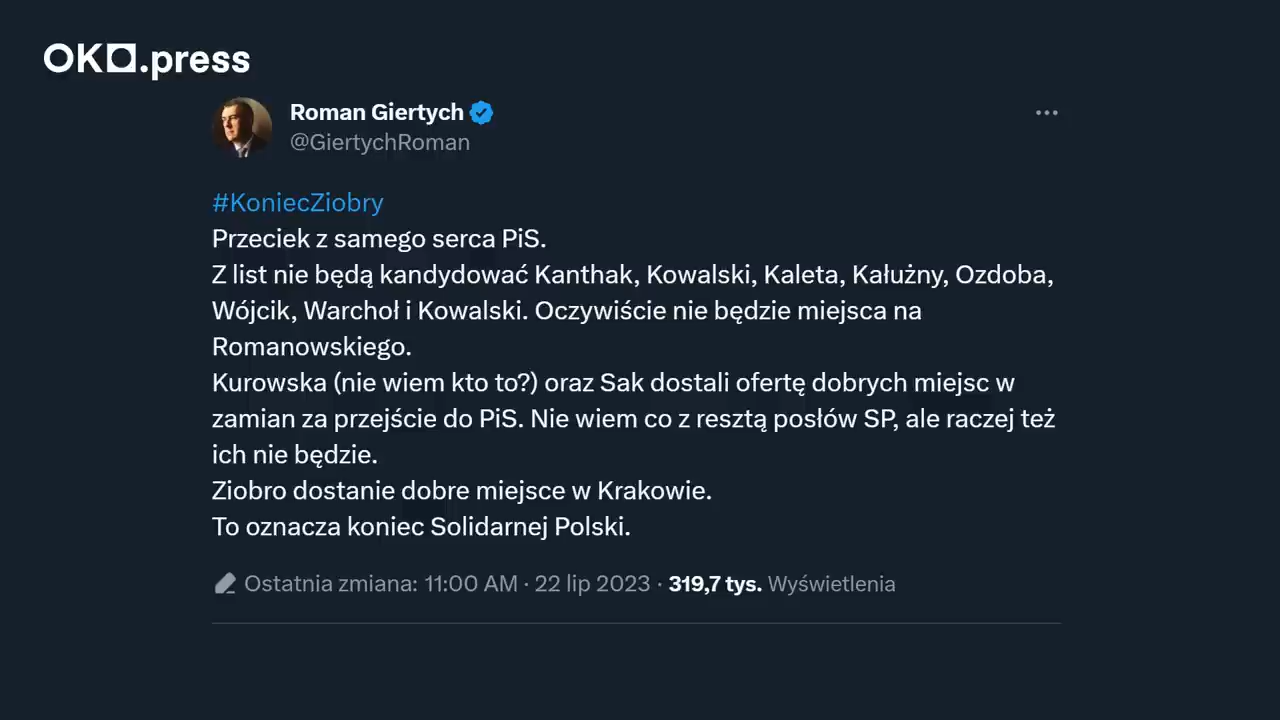 OKO.press
Roman Giertych
@GiertychRoman
#KoniecZiobry
Przeciek z samego serca PiS.
Z list nie będą kandydować Kanthak, Kowalski, Kaleta, Kałużny, Ozdoba,
Wójcik, Warchoł i Kowalski. Oczywiście nie będzie miejsca na
Romanowskiego.
Kurowska (nie wiem kto to?) oraz Sak dostali ofertę dobrych miejsc w
zamian za przejście do PiS. Nie wiem co z resztą posłów SP, ale raczej też
ich nie będzie.
Ziobro dostanie dobre miejsce w Krakowie.
To oznacza koniec Solidarnej Polski.
Ostatnia zmiana: 11:00 AM · 22 lip 2023 · 319,7 tys. Wyświetlenia